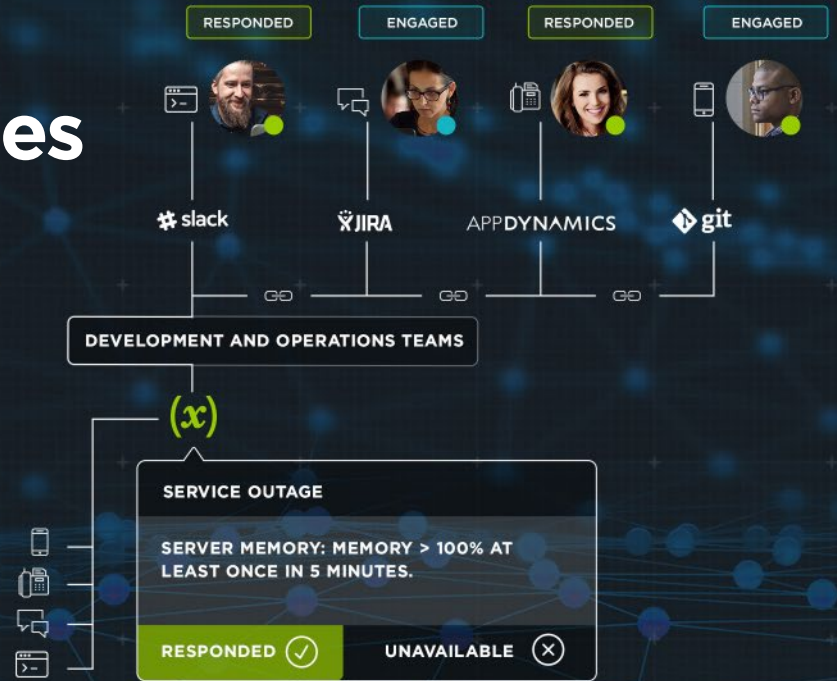 RESPONDED
ENGAGED
RESPONDED
ENGAGED
es
slack
JIRA
APPDYNAMICS
git
DEVELOPMENT AND OPERATIONS TEAMS
(x)
SERVICE OUTAGE
SERVER MEMORY: MEMORY > 100% AT
LEAST ONCE IN 5 MINUTES.
RESPONDED
UNAVAILABLE